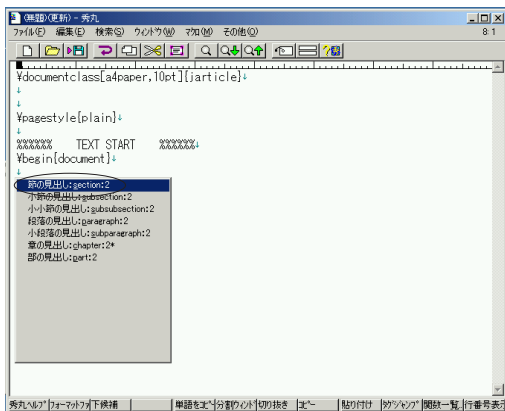 (無題)(更新) - 秀丸
ファイル(F) 編集(E) 検索(S) ウィンドウ(W) マクロ(M) その他(O) 8:1
¥documentclass[a4paper,10pt]{jarticle}↓
↓
↓
¥pagestyle{plain}↓
↓
%%%%%% TEXT START %%%%%%↓
¥begin{document}↓
↓
節の見出し:section:2
小節の見出し:subsection:2
小小節の見出し:subsubsection:2
段落の見出し:paragraph:2
小段落の見出し:subparagraph:2
章の見出し:chapter:2*
部の見出し:part:2
秀丸ヘルプ フォーマットファ 下候補 単語をコピー 分割ウィンド 切り抜き コピー 貼り付け タグジャンプ 関数一覧. 行番号表示